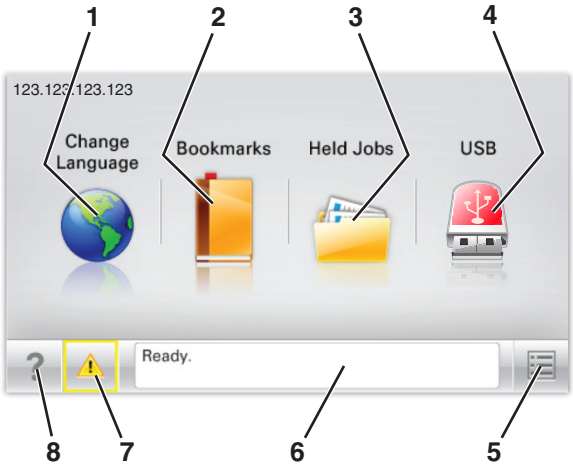 1 2 3 4
123.123.123.123
Change
Language
Bookmarks
Held Jobs
USB
?
Ready.
8 7 6 5